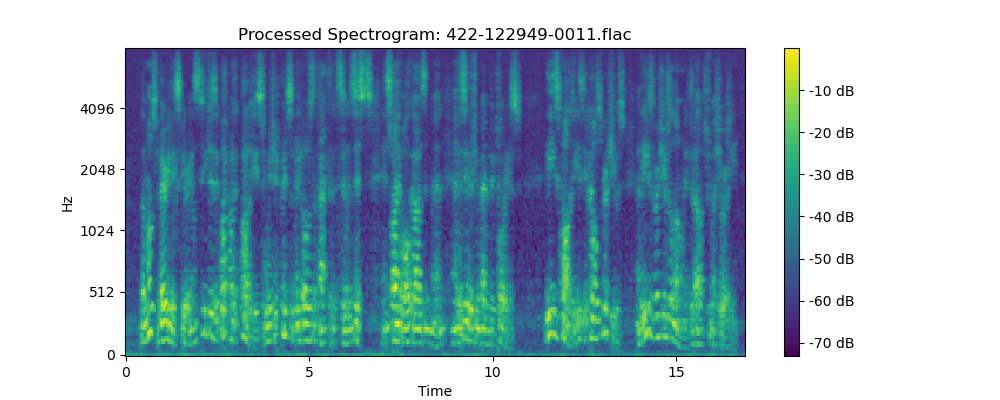 Processed Spectrogram: 422-122949-0011.flac
Hz
4096
2048
1024
512
0
0 5 10 15
Time
-10 dB
-20 dB
-30 dB
-40 dB
-50 dB
-60 dB
-70 dB